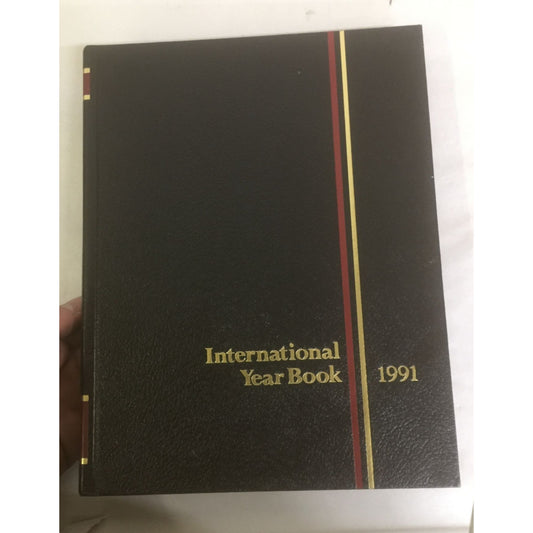 International
Year Book 1991